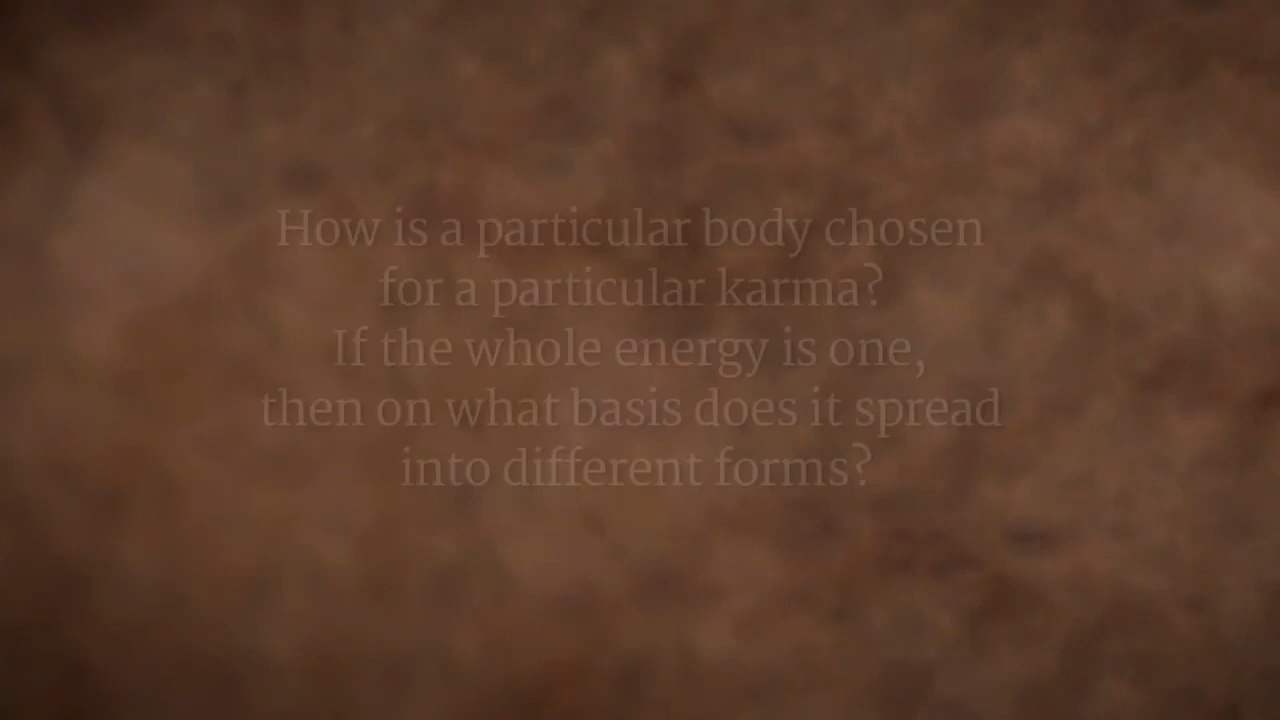 How is a particular body chosen
for a particular karma?
If the whole energy is one,
then on what basis does it spread
into different forms?